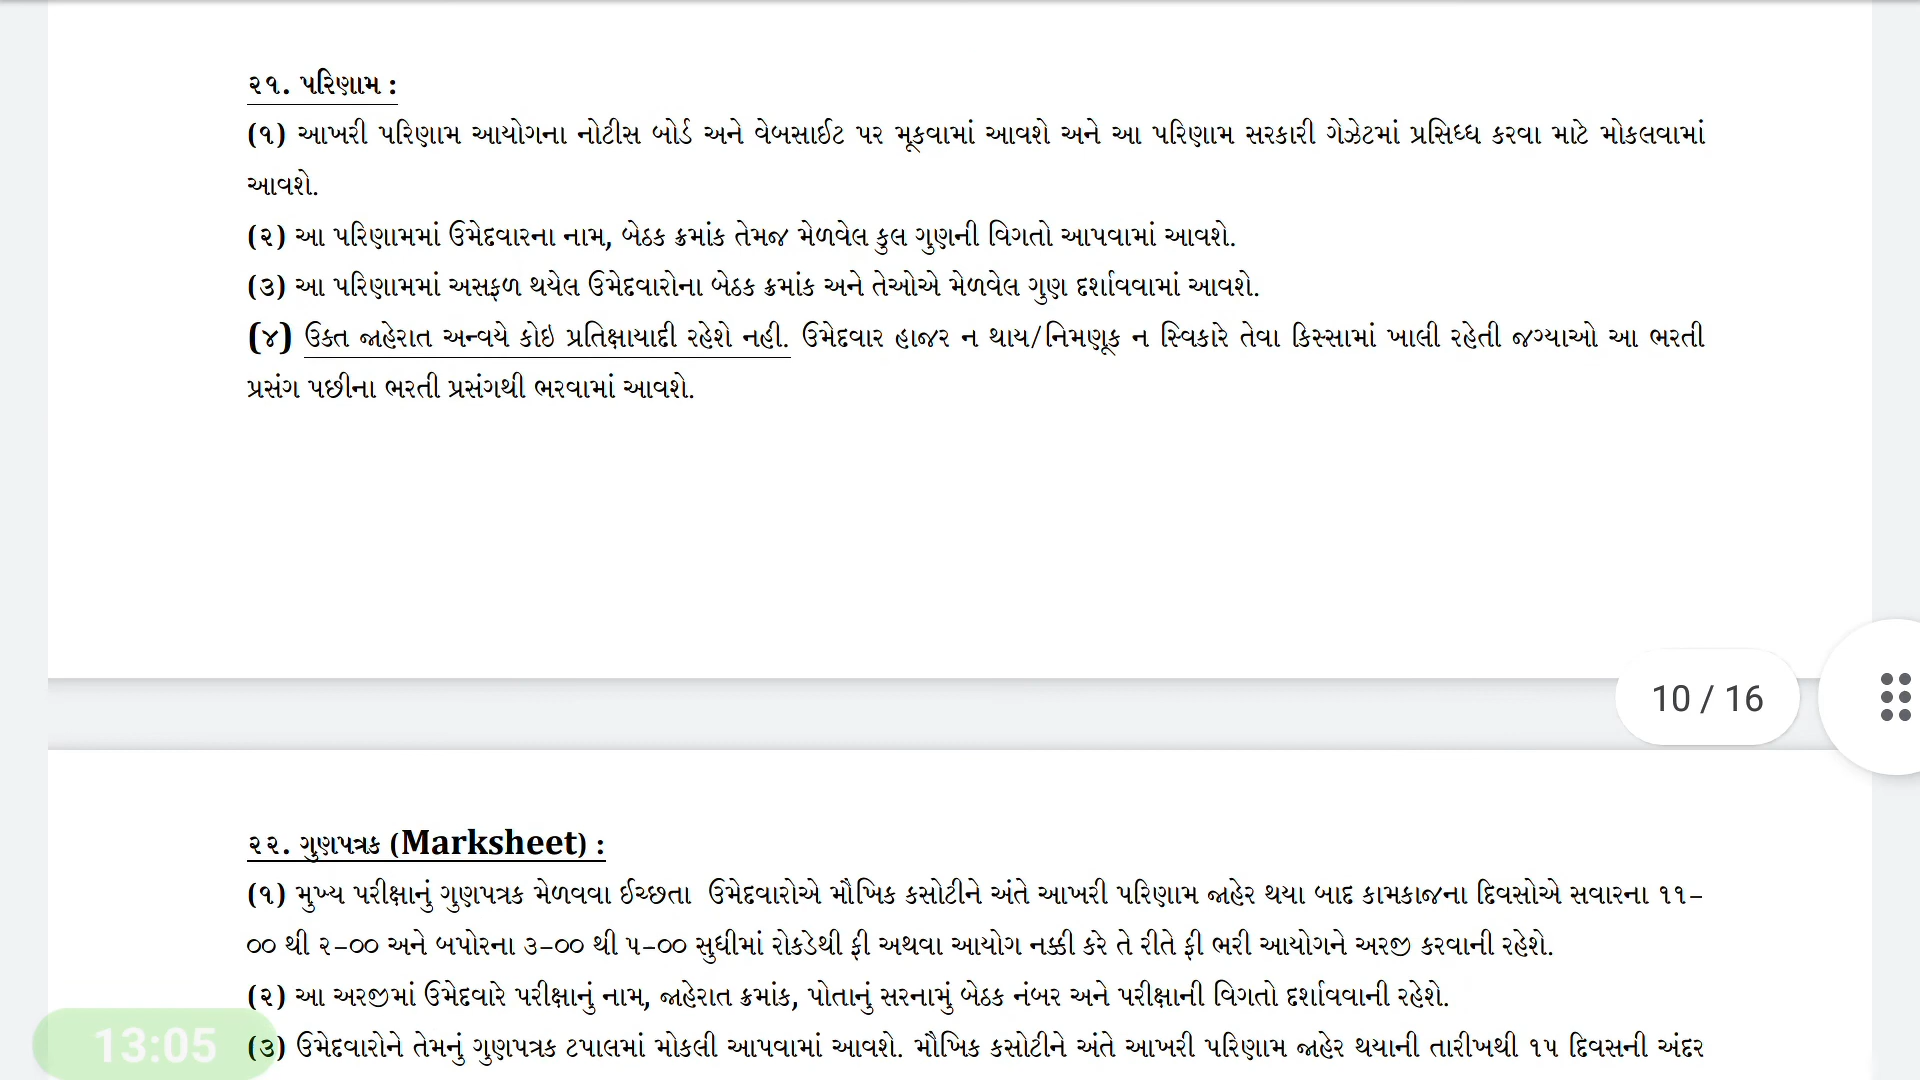 ૨૧. પરિણામ :
(૧) આખરી પરિણામ આયોગના નોટીસ બોર્ડ અને વેબસાઈટ પર મૂકવામાં આવશે અને આ પરિણામ સરકારી ગેઝેટમાં પ્રસિધ્ધ કરવા માટે મોકલવામાં
આવશે.
(૨) આ પરિણામમાં ઉમેદવારના નામ, બેઠક ક્રમાંક તેમજ મેળવેલ કુલ ગુણની વિગતો આપવામાં આવશે.
(૩) આ પરિણામમાં અસફળ થયેલ ઉમેદવારોના બેઠક ક્રમાંક અને તેઓએ મેળવેલ ગુણ દર્શાવવામાં આવશે.
(૪) ઉક્ત જાહેરાત અન્વયે કોઇ પ્રતિક્ષાયાદી રહેશે નહી. ઉમેદવાર હાજર ન થાય/નિમણૂક ન સ્વિકારે તેવા કિસ્સામાં ખાલી રહેતી જગ્યાઓ આ ભરતી
પ્રસંગ પછીના ભરતી પ્રસંગથી ભરવામાં આવશે.
10 / 16
૨૨. ગુણપત્રક (Marksheet) :
(૧) મુખ્ય પરીક્ષાનું ગુણપત્રક મેળવવા ઈચ્છતા ઉમેદવારોએ મૌખિક કસોટીને અંતે આખરી પરિણામ જાહેર થયા બાદ કામકાજના દિવસોએ સવારના ૧૧-
૦૦ થી ૨-૦૦ અને બપોરના ૩-૦૦ થી ૫-૦૦ સુધીમાં રોકડેથી ફી અથવા આયોગ નક્કી કરે તે રીતે ફી ભરી આયોગને અરજી કરવાની રહેશે.
(૨) આ અરજીમાં ઉમેદવારે પરીક્ષાનું નામ, જાહેરાત ક્રમાંક, પોતાનું સરનામું બેઠક નંબર અને પરીક્ષાની વિગતો દર્શાવવાની રહેશે.
13:05
(૩) ઉમેદવારોને તેમનું ગુણપત્રક ટપાલમાં મોકલી આપવામાં આવશે. મૌખિક કસોટીને અંતે આખરી પરિણામ જાહેર થયાની તારીખથી ૧૫ દિવસની અંદર